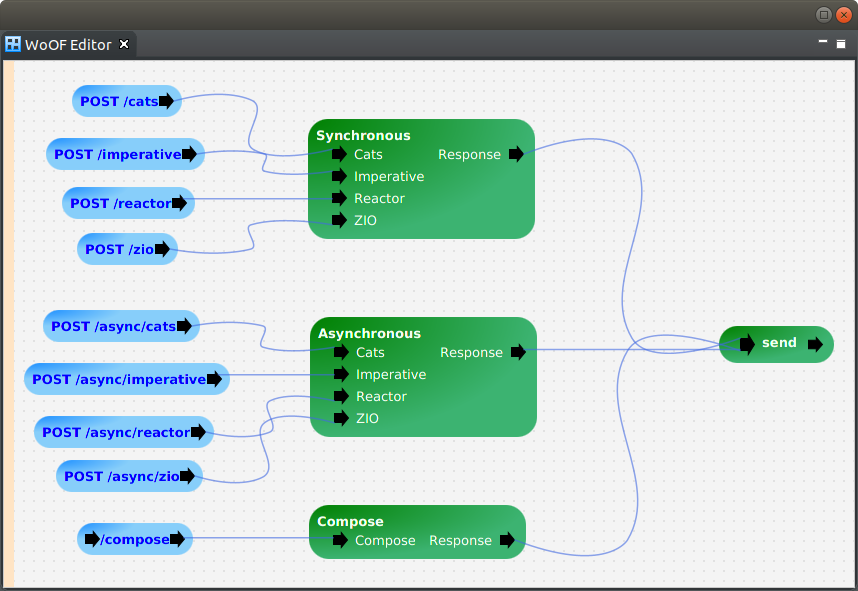 WoOF Editor
POST /cats
POST /imperative
POST /reactor
POST /zio
Synchronous
Cats Response
Imperative
Reactor
ZIO
POST /async/cats
POST /async/imperative
POST /async/reactor
POST /async/zio
Asynchronous
Cats Response
Imperative
Reactor
ZIO
send
/compose
Compose
Compose Response